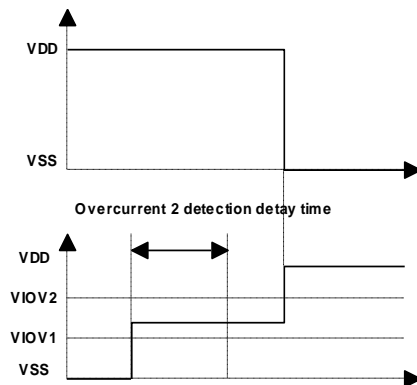 VDD
VSS
Overcurrent 2 detection detay time
VDD
VIOV2
VIOV1
VSS